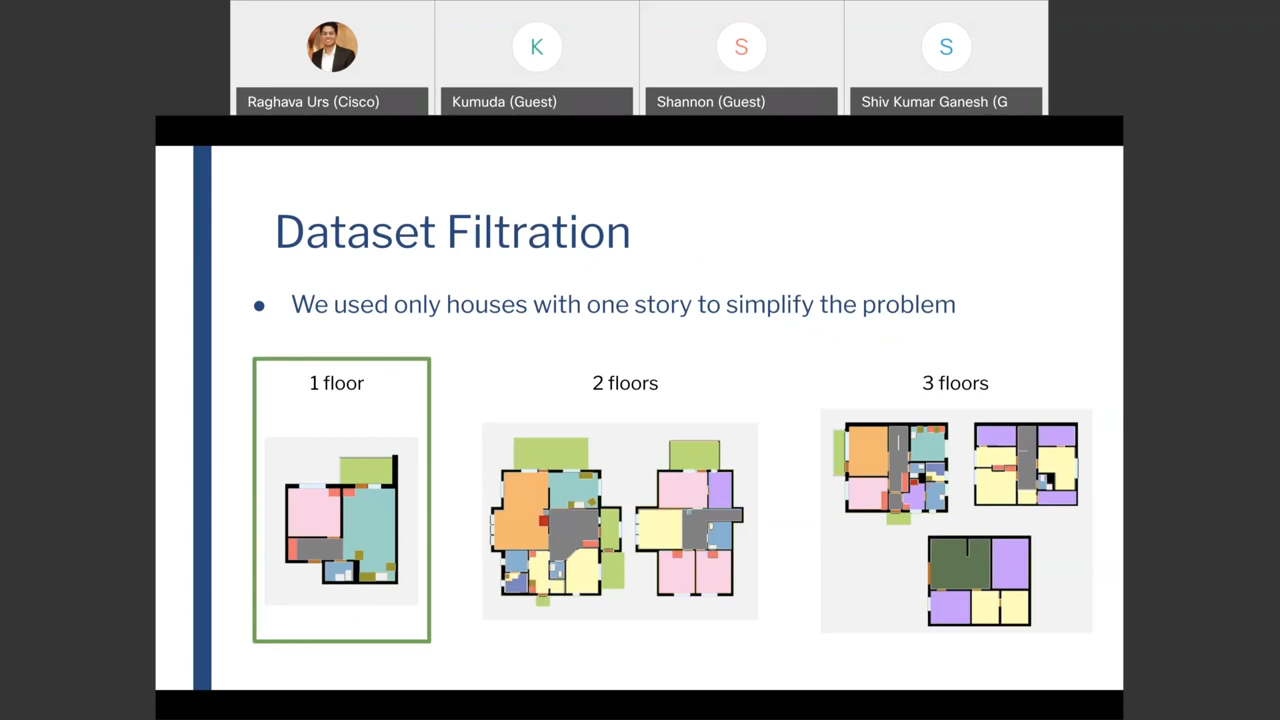 K
S
S
Raghava Urs (Cisco)
Kumuda (Guest)
Shannon (Guest)
Shiv Kumar Ganesh (G
Dataset Filtration
● We used only houses with one story to simplify the problem
1 floor
2 floors
3 floors